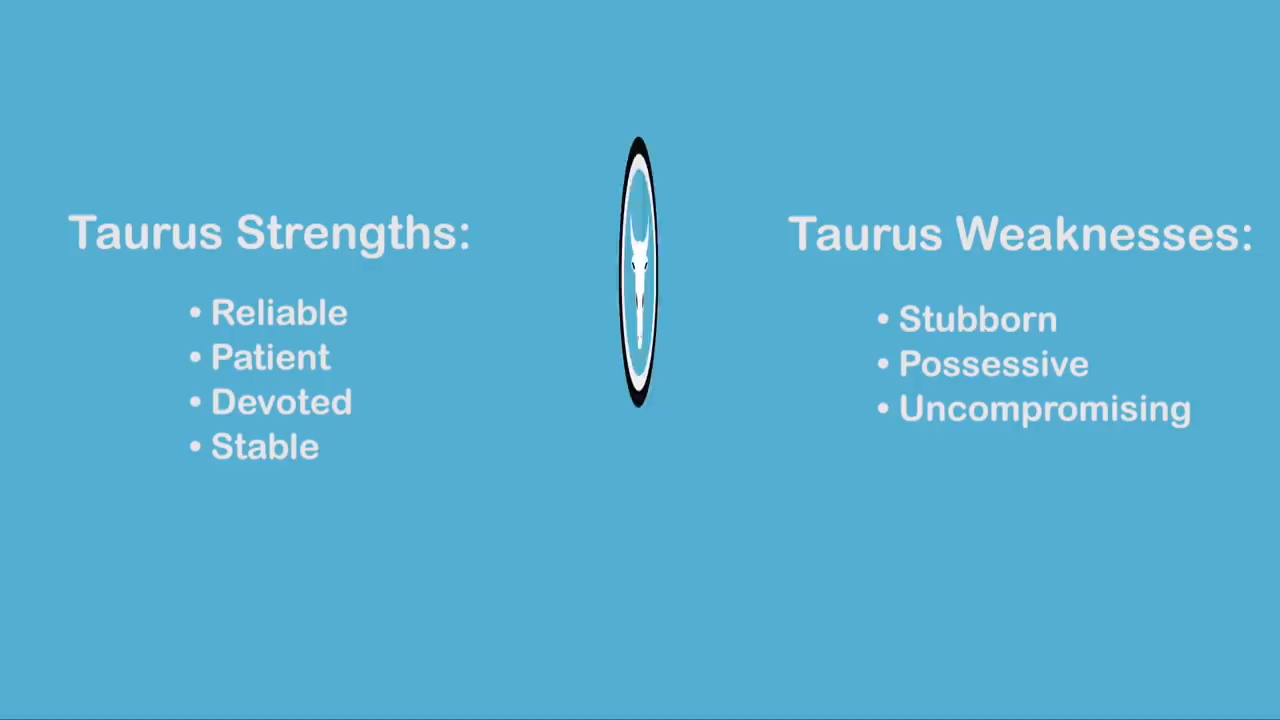 Taurus Strengths:
• Reliable
• Patient
• Devoted
• Stable
Taurus Weaknesses:
• Stubborn
• Possessive
• Uncompromising